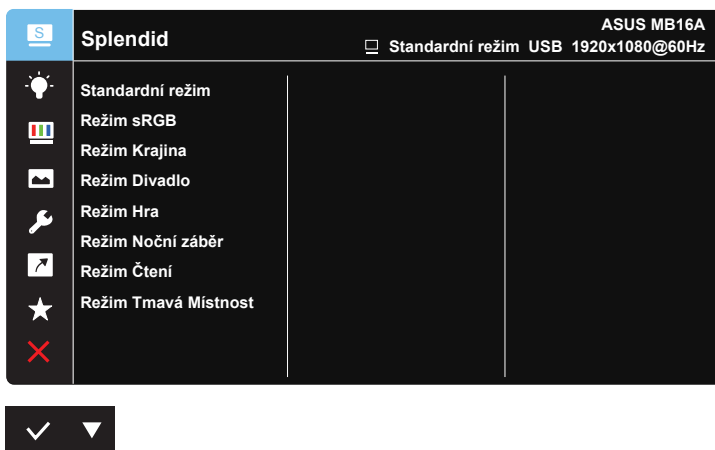 S
Splendid
ASUS MB16A
Standardní režim USB 1920x1080@60Hz
Standardní režim
Režim sRGB
Režim Krajina
Režim Divadlo
Režim Hra
Režim Noční záběr
Režim Čtení
Režim Tmavá Místnost